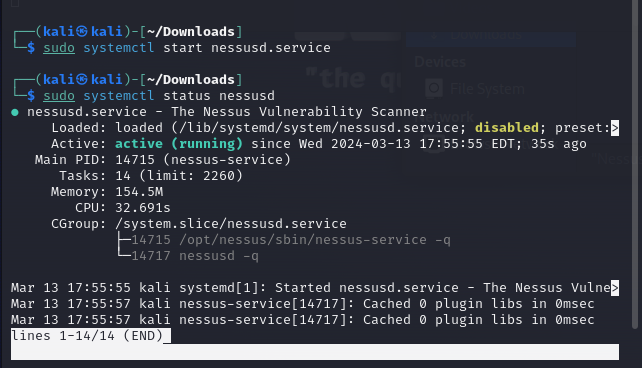 ┌──(kali㉿kali)-[~/Downloads]
└─$ sudo systemctl start nessusd.service
┌──(kali㉿kali)-[~/Downloads]
└─$ sudo systemctl status nessusd
● nessusd.service - The Nessus Vulnerability Scanner
Loaded: loaded (/lib/systemd/system/nessusd.service; disabled; preset:>
Active: active (running) since Wed 2024-03-13 17:55:55 EDT; 35s ago
Main PID: 14715 (nessus-service)
Tasks: 14 (limit: 2260)
Memory: 154.5M
CPU: 32.691s
CGroup: /system.slice/nessusd.service
├─14715 /opt/nessus/sbin/nessus-service -q
└─14717 nessusd -q
Mar 13 17:55:55 kali systemd[1]: Started nessusd.service - The Nessus Vulne>
Mar 13 17:55:57 kali nessus-service[14717]: Cached 0 plugin libs in 0msec
Mar 13 17:55:57 kali nessus-service[14717]: Cached 0 plugin libs in 0msec
lines 1-14/14 (END)
"the qu
Devices
File System